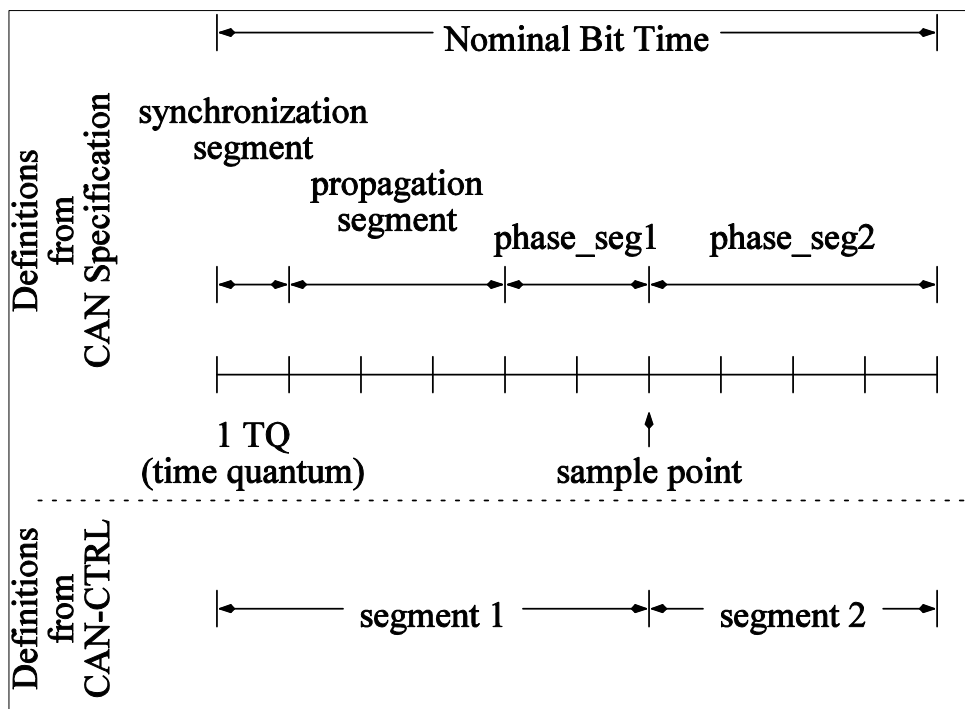 Nominal Bit Time
Definitions
from
CAN Specification
synchronization
segment
propagation
segment
phase_seg1
phase_seg2
1 TQ
(time quantum)
sample point
Definitions
from
CAN-CTRL
segment 1
segment 2